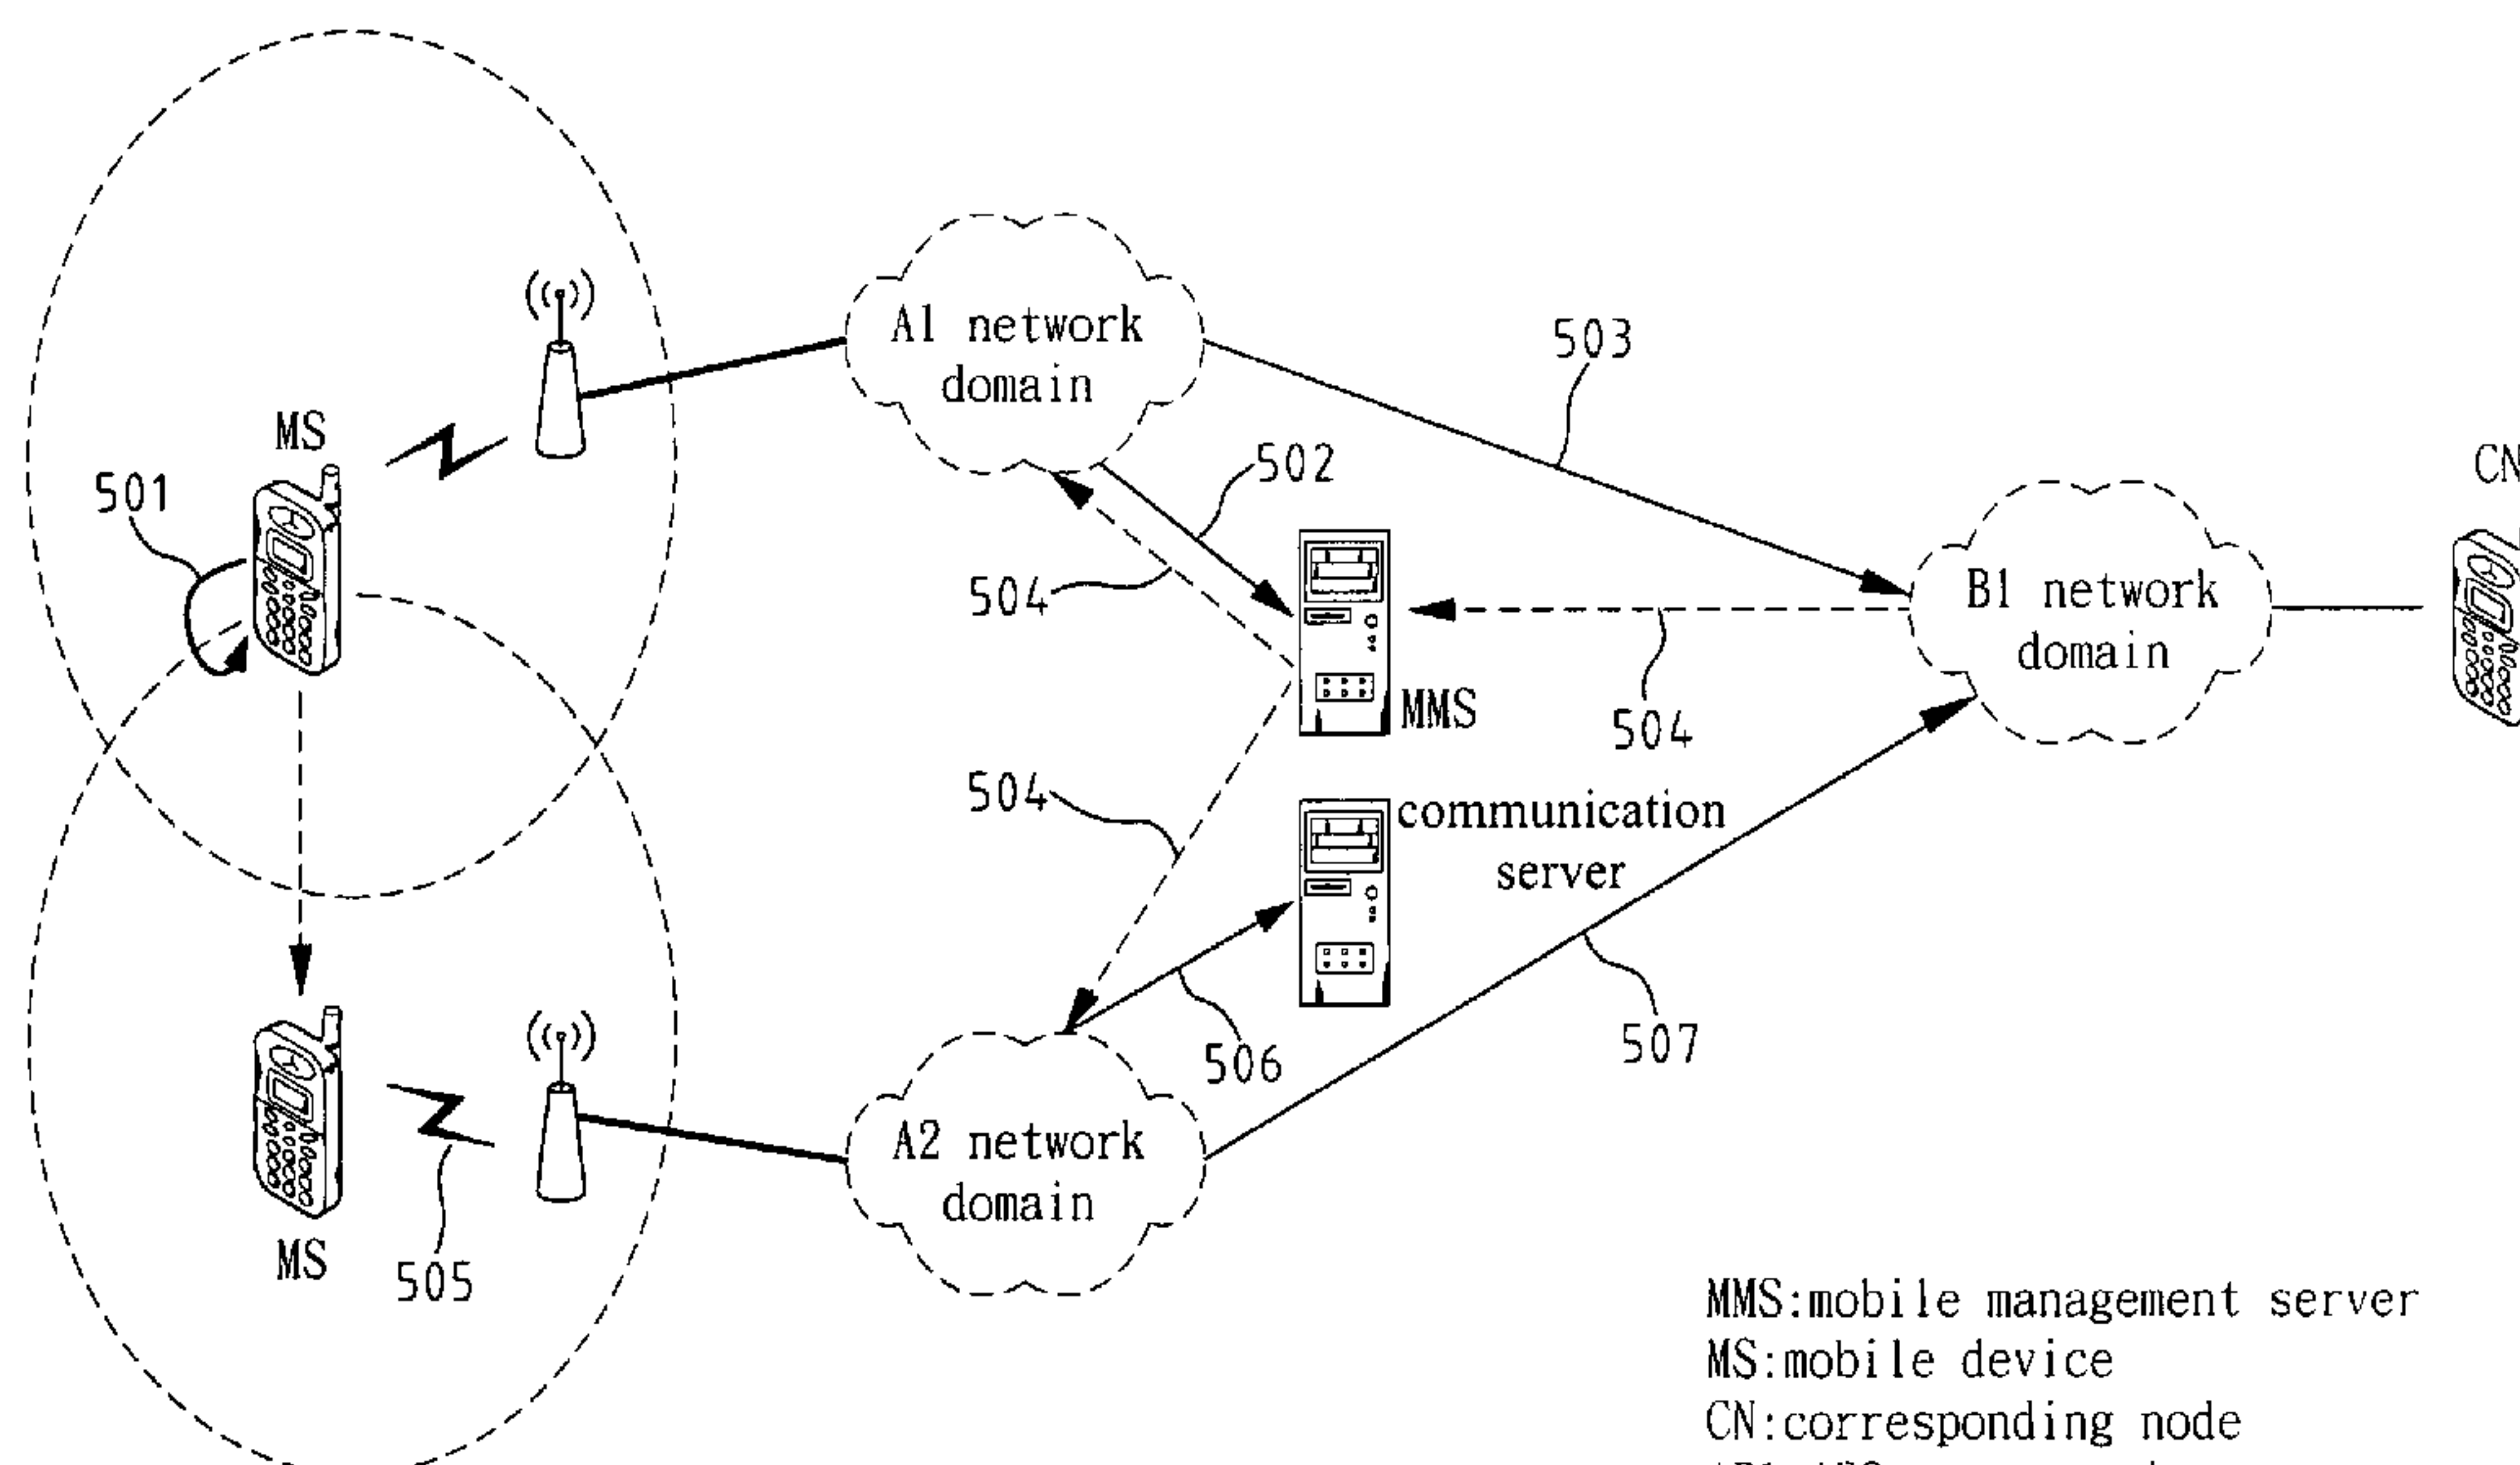 A1 network
domain
503
MS
502
CN
501
504
B1 network
domain
MMS
504
504
communication
server
507
506
A2 network
domain
MS
505
MMS:mobile management server
MS:mobile device
CN:corresponding node